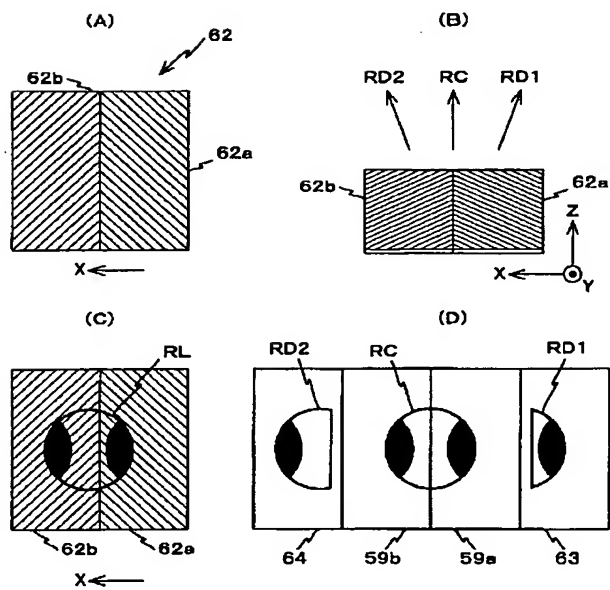 (A)
62
62b
62a
X
(B)
RD2 RC RD1
62b
62a
Z
X
Y
(C)
RL
62b 62a
X
(D)
RD2 RC RD1
64 59b 59a 63